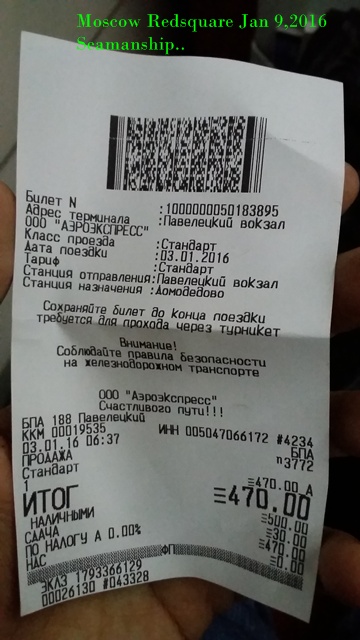 Moscow Redsquare Jan 9,2016
Seamanship..
Билет N :1000000050183895
Адрес терминала :Павелецкий вокзал
ООО "АЭРОЭКСПРЕСС"
Класс проезда :Стандарт
Дата поездки :03.01.2016
Тариф :Стандарт
Станция отправления:Павелецкий вокзал
Станция назначения :Домодедово
Сохраняйте билет до конца поездки
требуется для прохода через турникет
Внимание!
Соблюдайте правила безопасности
на железнодорожном транспорте
ООО "Аэроэкспресс"
Счастливого пути!!!
БПА 188 Павелецкий
ККМ 00019535 ИНН 005047066172 #4234
03.01.16 06:37 БПА
ПРОДАЖА п3772
Стандарт
1 ≡470.00 А
ИТОГ ≡470.00
НАЛИЧНЫМИ ≡500.00
СДАЧА ≡30.00
ПО НАЛОГУ А 0.00% ≡470.00
НДС ≡0.00
ФП
ЭКЛЗ 1793366129
00026130 #043328